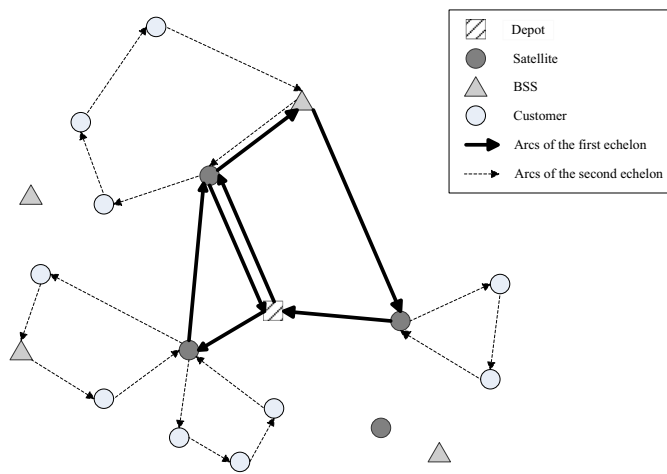 Depot
Satellite
BSS
Customer
Arcs of the first echelon
Arcs of the second echelon